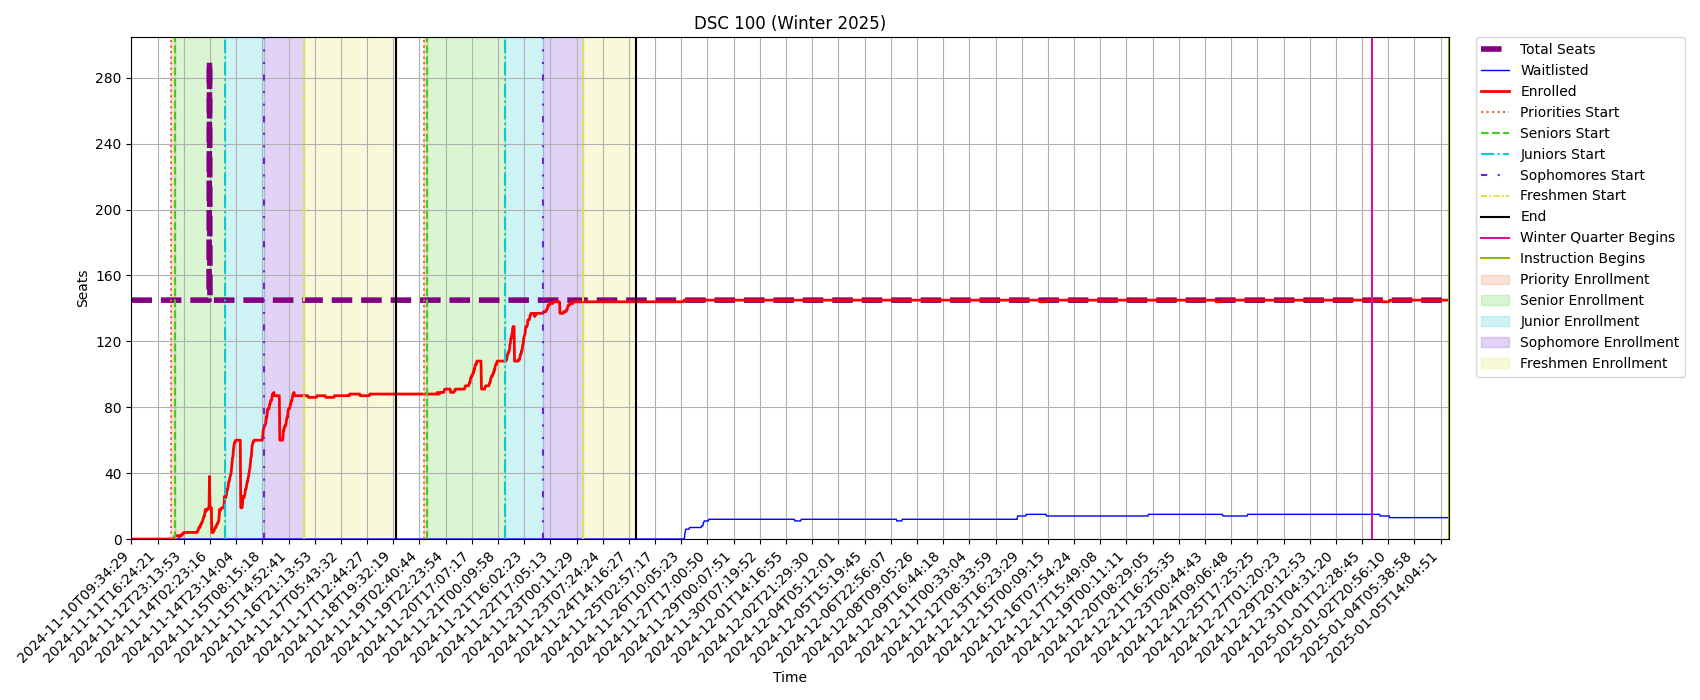 DSC 100 (Winter 2025)
Seats
280
240
200
160
120
80
40
0
2024-11-10T09:34:29
2024-11-11T16:24:21
2024-11-12T23:13:53
2024-11-14T02:23:16
2024-11-14T23:14:04
2024-11-15T08:15:18
2024-11-15T14:52:41
2024-11-16T21:13:53
2024-11-17T05:43:32
2024-11-17T12:44:27
2024-11-18T19:32:19
2024-11-19T02:40:44
2024-11-19T22:23:54
2024-11-20T17:07:17
2024-11-21T00:09:58
2024-11-21T16:02:23
2024-11-22T17:05:13
2024-11-23T00:11:29
2024-11-23T07:24:24
2024-11-24T14:16:27
2024-11-25T02:57:17
2024-11-26T10:05:23
2024-11-27T17:00:50
2024-11-29T00:07:51
2024-11-30T07:19:52
2024-12-01T14:16:55
2024-12-02T21:29:30
2024-12-04T05:12:01
2024-12-05T15:19:45
2024-12-06T22:56:07
2024-12-08T09:05:26
2024-12-09T16:44:18
2024-12-11T00:33:04
2024-12-12T08:33:59
2024-12-13T16:23:29
2024-12-15T00:09:15
2024-12-16T07:54:24
2024-12-17T15:49:08
2024-12-19T00:11:11
2024-12-20T08:29:05
2024-12-21T16:25:35
2024-12-23T00:44:43
2024-12-24T09:06:48
2024-12-25T17:25:25
2024-12-27T01:20:23
2024-12-29T20:12:53
2024-12-31T04:31:20
2025-01-01T12:28:45
2025-01-02T20:56:10
2025-01-04T05:38:58
2025-01-05T14:04:51
Time
Total Seats
Waitlisted
Enrolled
Priorities Start
Seniors Start
Juniors Start
Sophomores Start
Freshmen Start
End
Winter Quarter Begins
Instruction Begins
Priority Enrollment
Senior Enrollment
Junior Enrollment
Sophomore Enrollment
Freshmen Enrollment